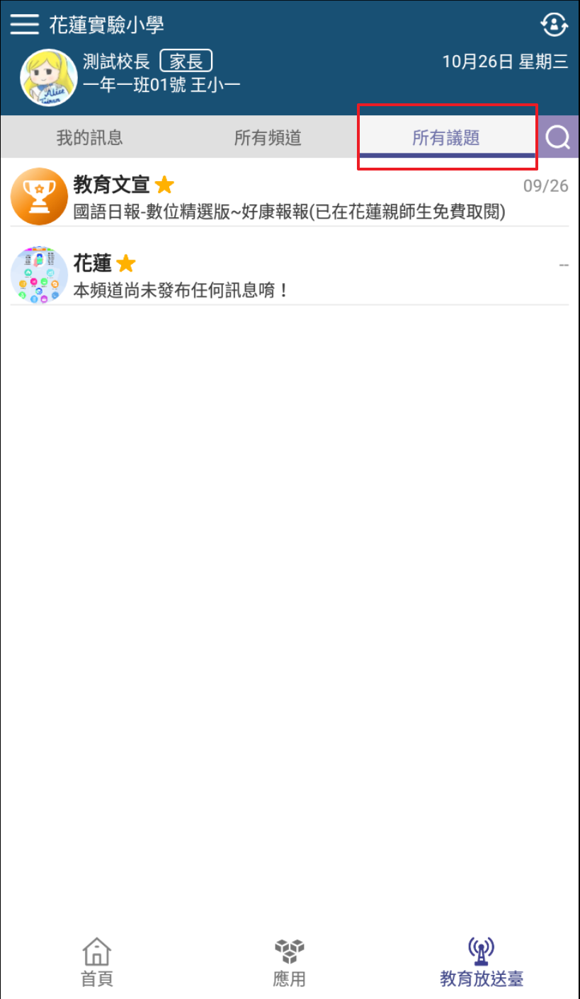 花蓮實驗小學
測試校長 家長 10月26日 星期三
一年一班01號 王小一
我的訊息 所有頻道 所有議題
教育文宣 09/26
國語日報-數位精選版~好康報報(已在花蓮親師生免費取閱)
花蓮 --
本頻道尚未發布任何訊息唷！
Alice
首頁 應用 教育放送臺